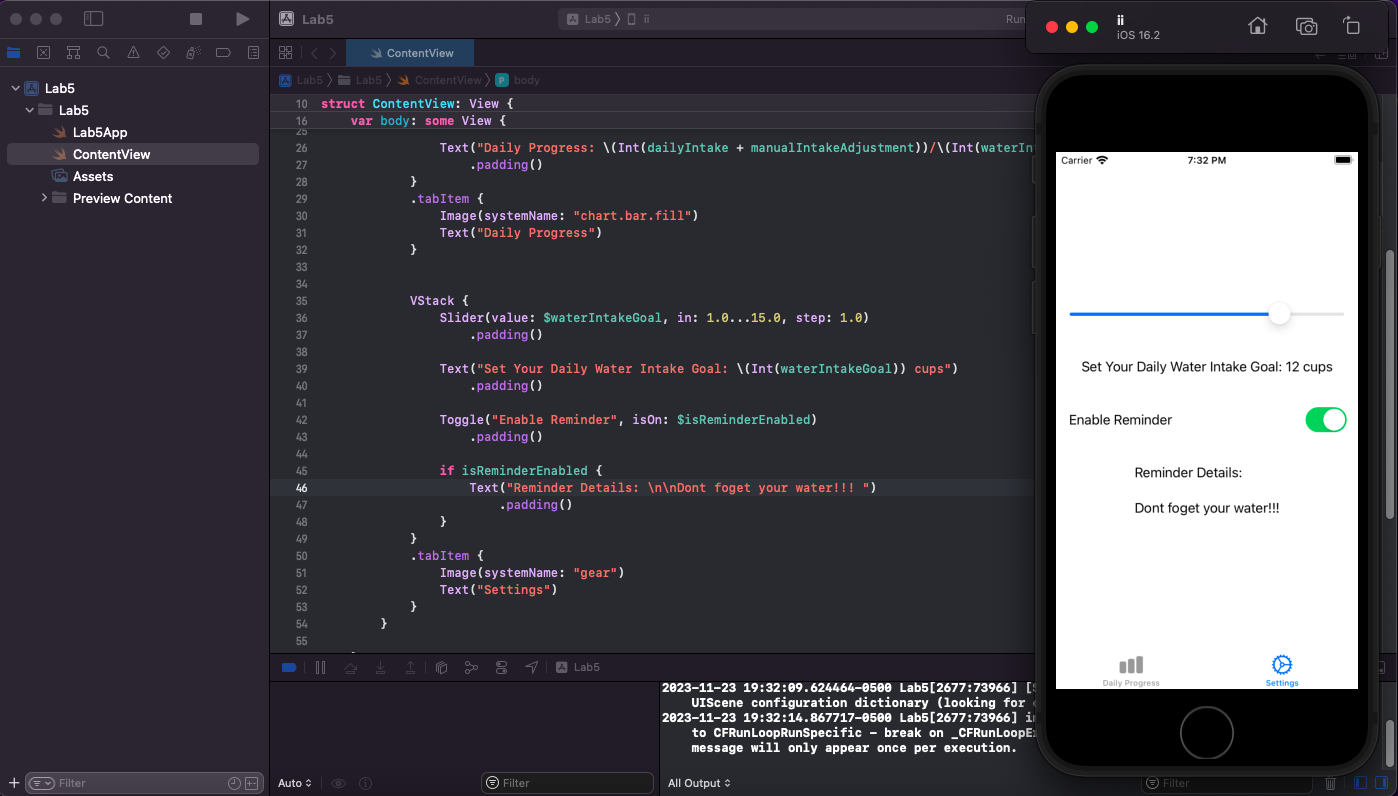 Lab5
Lab5 〉 ii
Run
ii
iOS 16.2
ContentView
Lab5 〉 Lab5 〉 ContentView 〉 P body
Lab5
Lab5
Lab5App
ContentView
Assets
Preview Content
10 struct ContentView: View {
16 var body: some View {
25
26 Text("Daily Progress: \(Int(dailyIntake + manualIntakeAdjustment))/\(Int(waterIn
27 .padding()
28 }
29 .tabItem {
30 Image(systemName: "chart.bar.fill")
31 Text("Daily Progress")
32 }
33
34
35 VStack {
36 Slider(value: $waterIntakeGoal, in: 1.0...15.0, step: 1.0)
37 .padding()
38
39 Text("Set Your Daily Water Intake Goal: \(Int(waterIntakeGoal)) cups")
40 .padding()
41
42 Toggle("Enable Reminder", isOn: $isReminderEnabled)
43 .padding()
44
45 if isReminderEnabled {
46 Text("Reminder Details: \n\nDont foget your water!!! ")
47 .padding()
48 }
49 }
50 .tabItem {
51 Image(systemName: "gear")
52 Text("Settings")
53 }
54 }
55
Carrier
7:32 PM
Set Your Daily Water Intake Goal: 12 cups
Enable Reminder
Reminder Details:
Dont foget your water!!!
Daily Progress
Settings
Lab5
2023-11-23 19:32:09.624464-0500 Lab5[2677:73966] [S
UIScene configuration dictionary (looking for
2023-11-23 19:32:14.867717-0500 Lab5[2677:73966] in
to CFRunLoopRunSpecific - break on _CFRunLoopE
message will only appear once per execution.
Filter
Auto
Filter
All Output
Filter